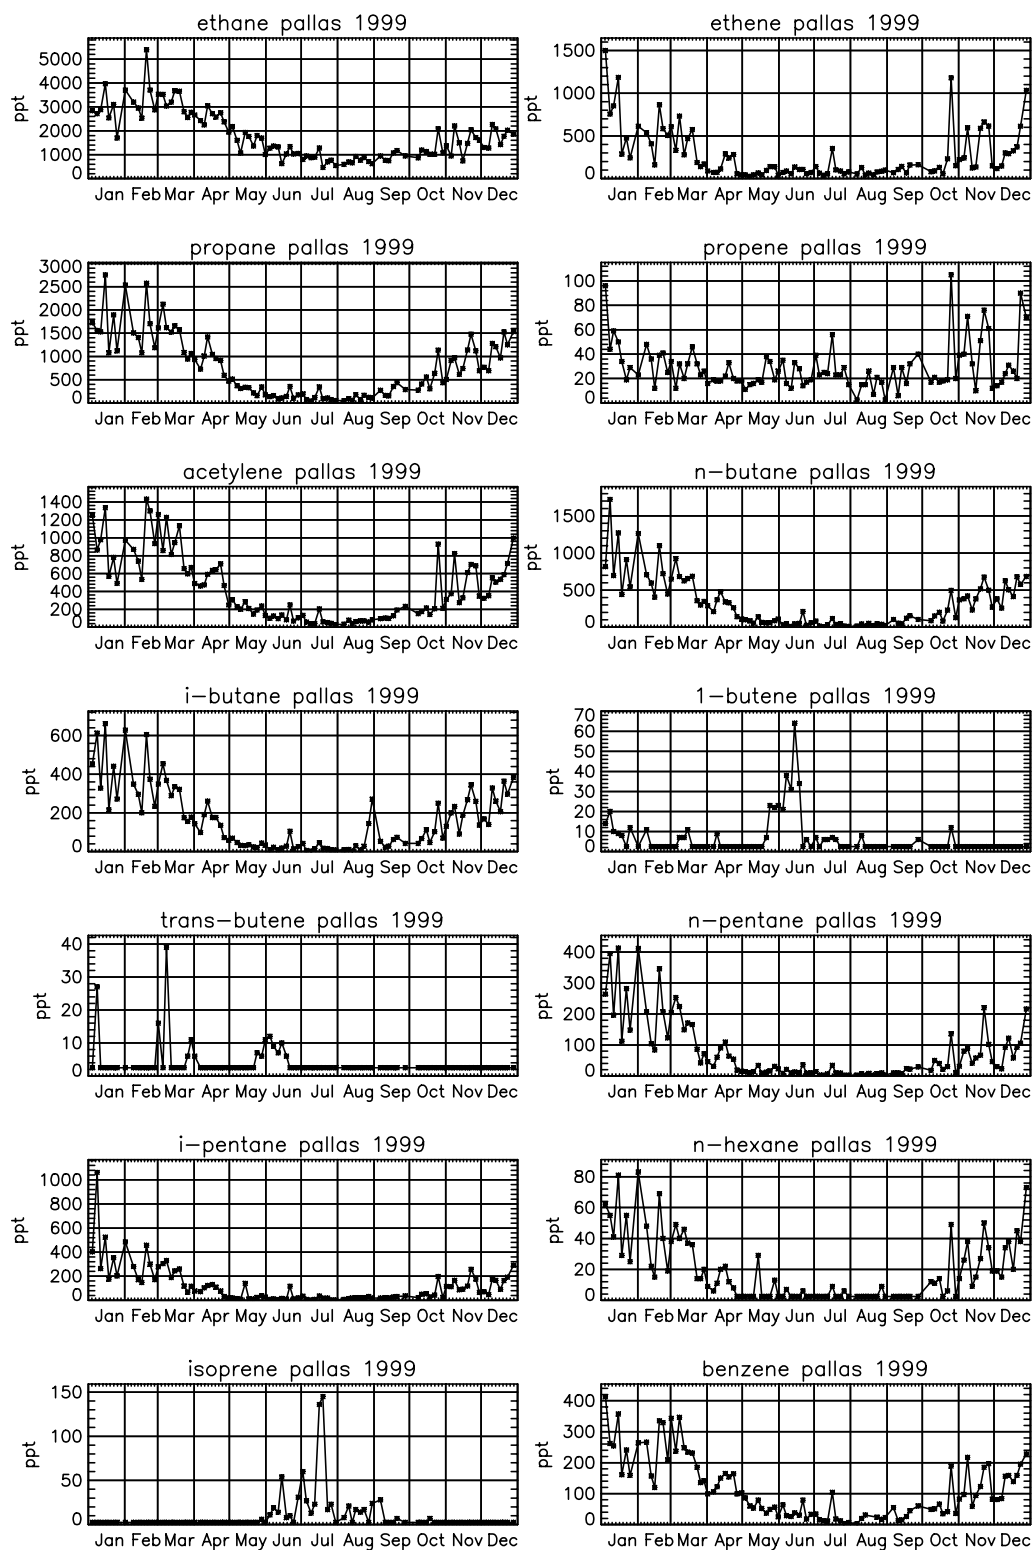 ethane pallas 1999
ppt
5000
4000
3000
2000
1000
0
Jan Feb Mar Apr May Jun Jul Aug Sep Oct Nov Dec
ethene pallas 1999
ppt
1500
1000
500
0
Jan Feb Mar Apr May Jun Jul Aug Sep Oct Nov Dec
propane pallas 1999
ppt
3000
2500
2000
1500
1000
500
0
Jan Feb Mar Apr May Jun Jul Aug Sep Oct Nov Dec
propene pallas 1999
ppt
100
80
60
40
20
0
Jan Feb Mar Apr May Jun Jul Aug Sep Oct Nov Dec
acetylene pallas 1999
ppt
1400
1200
1000
800
600
400
200
0
Jan Feb Mar Apr May Jun Jul Aug Sep Oct Nov Dec
n-butane pallas 1999
ppt
1500
1000
500
0
Jan Feb Mar Apr May Jun Jul Aug Sep Oct Nov Dec
i-butane pallas 1999
ppt
600
400
200
0
Jan Feb Mar Apr May Jun Jul Aug Sep Oct Nov Dec
1-butene pallas 1999
ppt
70
60
50
40
30
20
10
0
Jan Feb Mar Apr May Jun Jul Aug Sep Oct Nov Dec
trans-butene pallas 1999
ppt
40
30
20
10
0
Jan Feb Mar Apr May Jun Jul Aug Sep Oct Nov Dec
n-pentane pallas 1999
ppt
400
300
200
100
0
Jan Feb Mar Apr May Jun Jul Aug Sep Oct Nov Dec
i-pentane pallas 1999
ppt
1000
800
600
400
200
0
Jan Feb Mar Apr May Jun Jul Aug Sep Oct Nov Dec
n-hexane pallas 1999
ppt
80
60
40
20
0
Jan Feb Mar Apr May Jun Jul Aug Sep Oct Nov Dec
isoprene pallas 1999
ppt
150
100
50
0
Jan Feb Mar Apr May Jun Jul Aug Sep Oct Nov Dec
benzene pallas 1999
ppt
400
300
200
100
0
Jan Feb Mar Apr May Jun Jul Aug Sep Oct Nov Dec